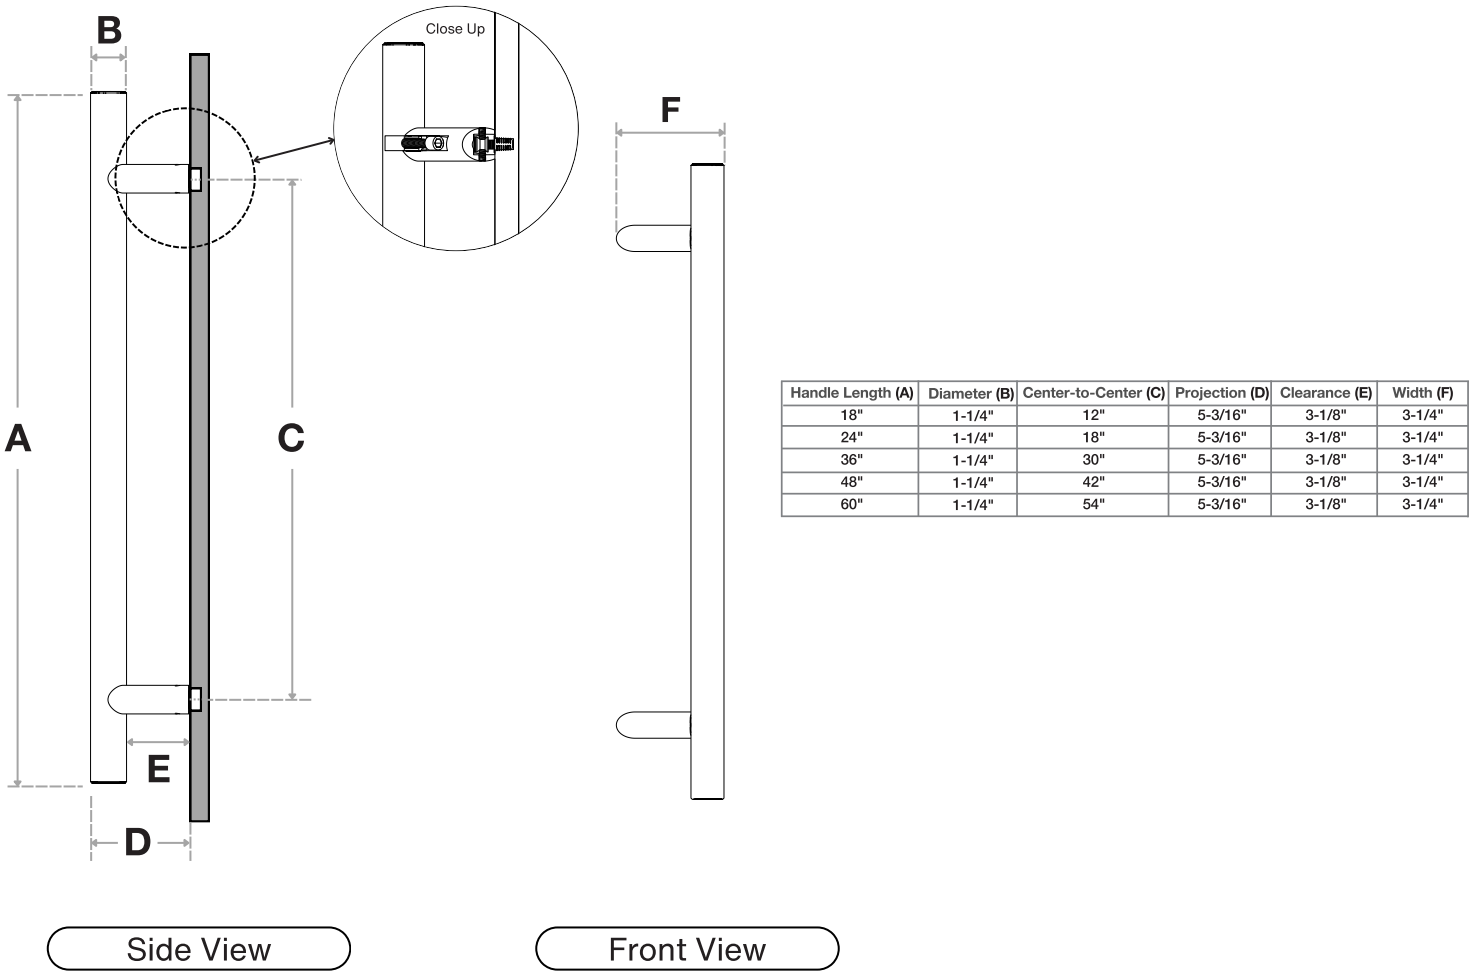 B
Close Up
F
A
C
Handle Length (A) Diameter (B) Center-to-Center (C) Projection (D) Clearance (E) Width (F)
18" 1-1/4" 12" 5-3/16" 3-1/8" 3-1/4"
24" 1-1/4" 18" 5-3/16" 3-1/8" 3-1/4"
36" 1-1/4" 30" 5-3/16" 3-1/8" 3-1/4"
48" 1-1/4" 42" 5-3/16" 3-1/8" 3-1/4"
60" 1-1/4" 54" 5-3/16" 3-1/8" 3-1/4"
E
D
Side View
Front View